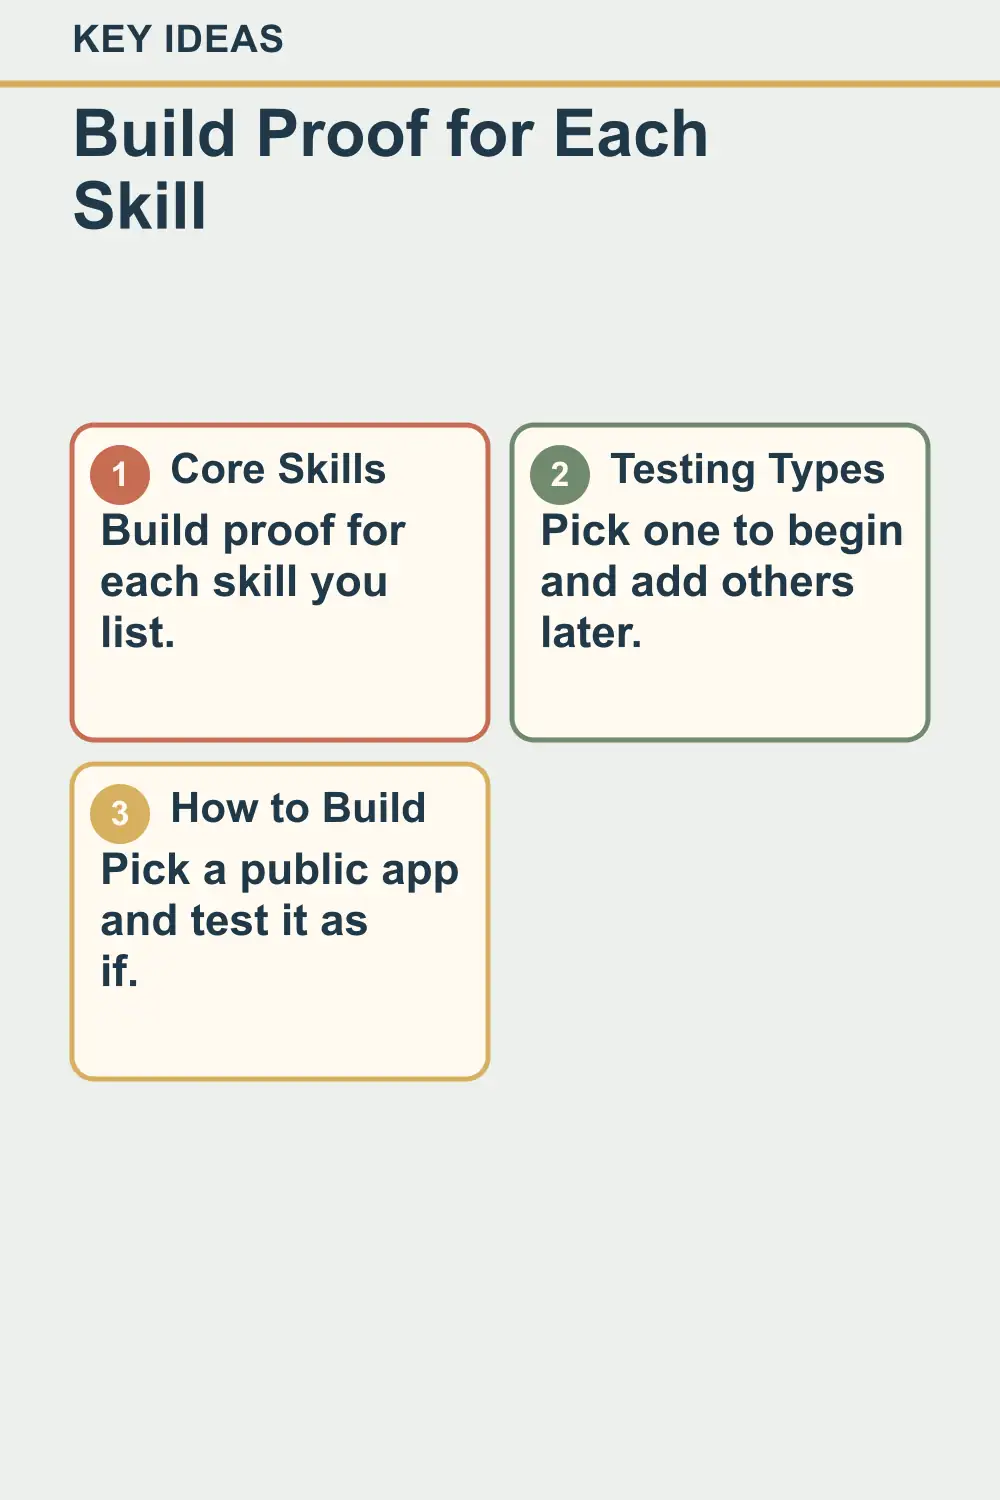 KEY IDEAS
Build Proof for Each
Skill
1 Core Skills
Build proof for
each skill you
list.
2 Testing Types
Pick one to begin
and add others
later.
3 How to Build
Pick a public app
and test it as
if.